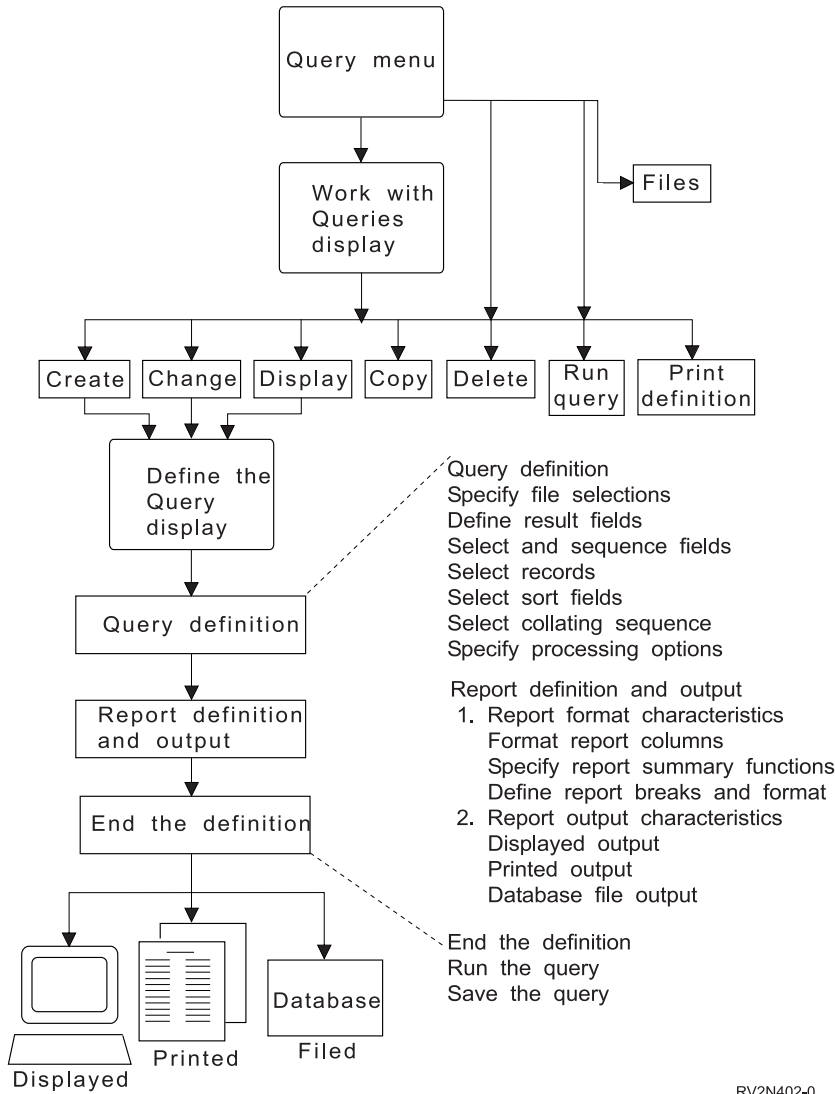 Query menu
Files
Work with
Queries
display
Create
Change
Display
Copy
Delete
Run
query
Print
definition
Define the
Query
display
Query definition
Report definition
and output
End the definition
Database
Displayed
Printed
Filed
Query definition
Specify file selections
Define result fields
Select and sequence fields
Select records
Select sort fields
Select collating sequence
Specify processing options
Report definition and output
1. Report format characteristics
Format report columns
Specify report summary functions
Define report breaks and format
2. Report output characteristics
Displayed output
Printed output
Database file output
End the definition
Run the query
Save the query
RV2N402-0